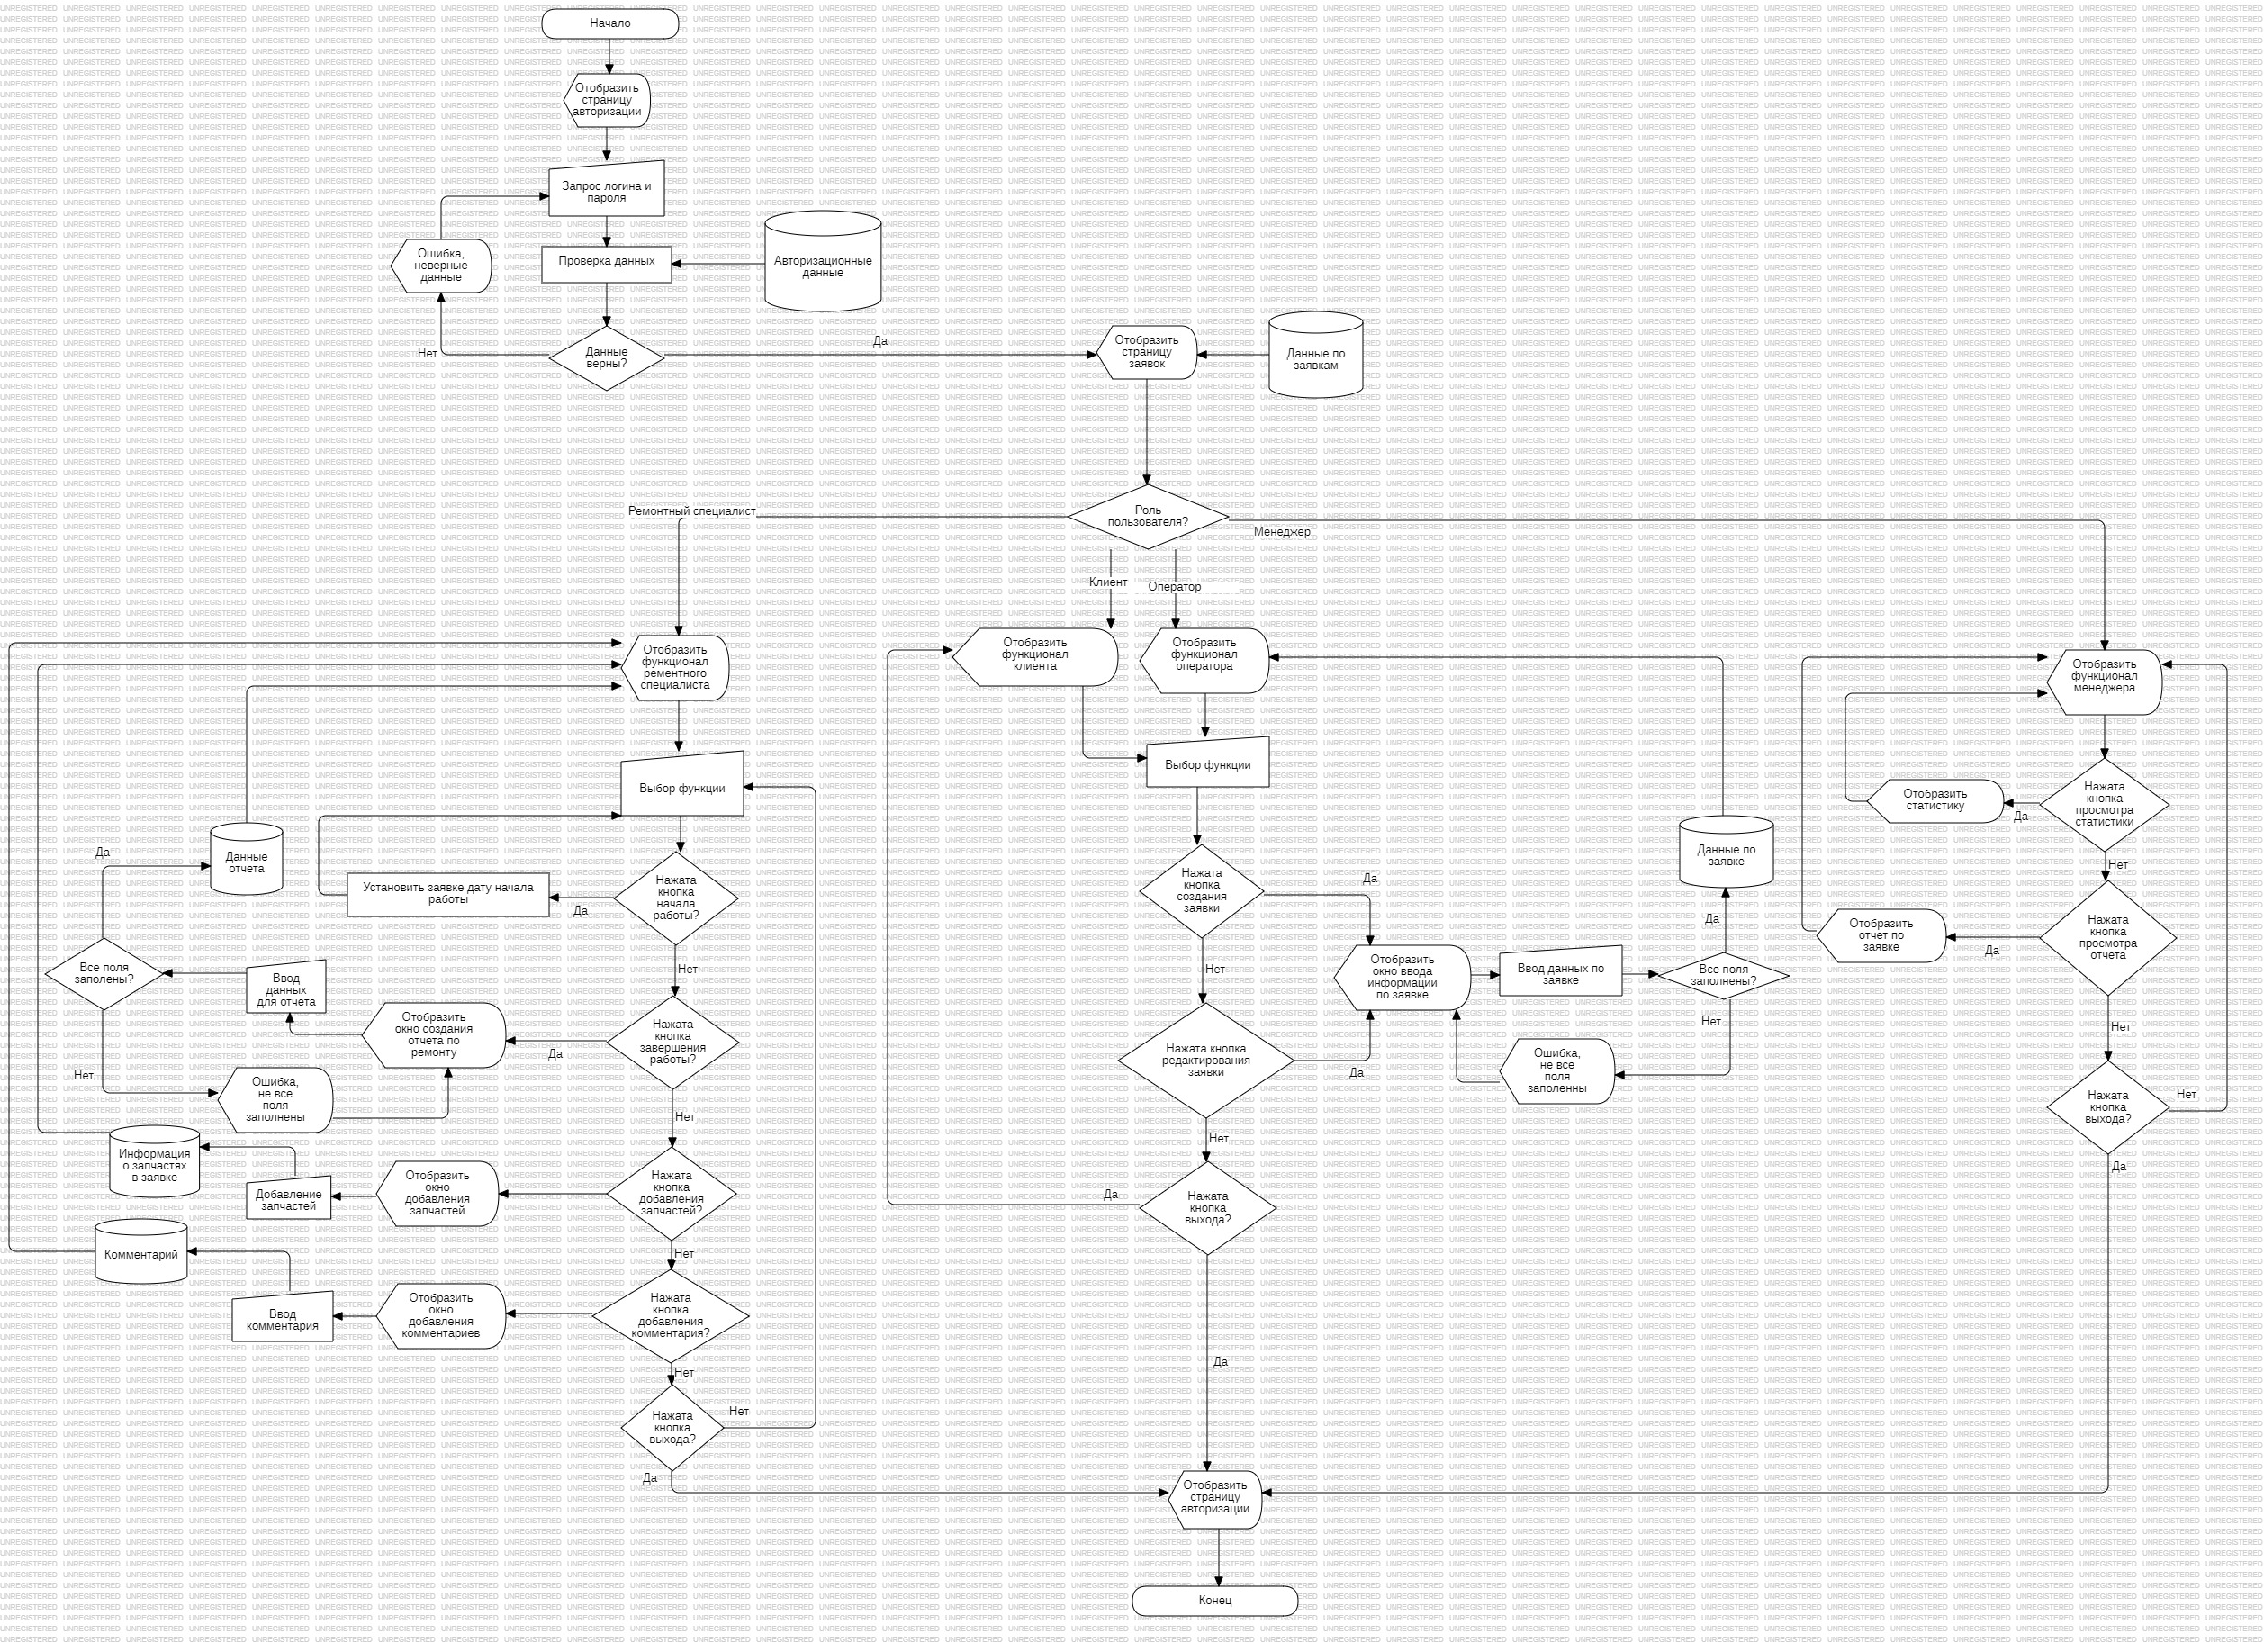 Начало
Отобразить
страницу
авторизации
Запрос логина и
пароля
Ошибка,
неверные
данные
Проверка данных
Авторизационные
данные
Нет
Данные
верны?
Да
Отобразить
страницу
заявок
Данные по
заявкам
Роль
пользователя?
Ремонтный специалист
Менеджер
Клиент
Оператор
Отобразить
функционал
рементного
специалиста
Отобразить
функционал
клиента
Отобразить
функционал
оператора
Отобразить
функционал
менеджера
Выбор функции
Выбор функции
Отобразить
статистику
Да
Нажата
кнопка
просмотра
статистики
Нет
Данные
отчета
Да
Установить заявке дату начала
работы
Да
Нажата
кнопка
начала
работы?
Нет
Нажата
кнопка
создания
заявки
Да
Нет
Данные по
заявке
Да
Отобразить
отчет по
заявке
Да
Нажата
кнопка
просмотра
отчета
Нет
Все поля
заполены?
Ввод
данных
для отчета
Отобразить
окно создания
отчета по
ремонту
Да
Нажата
кнопка
завершения
работы?
Нет
Отобразить
окно ввода
информации
по заявке
Ввод данных по
заявке
Все поля
заполнены?
Нет
Нажата кнопка
редактирования
заявки
Да
Нет
Ошибка,
не все
поля
заполенны
Нажата
кнопка
выхода?
Нет
Да
Нет
Ошибка,
не все
поля
заполнены
Информация
о запчастях
в заявке
Добавление
запчастей
Отобразить
окно
добавления
запчастей
Нажата
кнопка
добавления
запчастей?
Нет
Да
Нажата
кнопка
выхода?
Да
Комментарий
Ввод
комментария
Отобразить
окно
добавления
комментариев
Нажата
кнопка
добавления
комментария?
Нет
Нажата
кнопка
выхода?
Нет
Да
Отобразить
страницу
авторизации
Конец